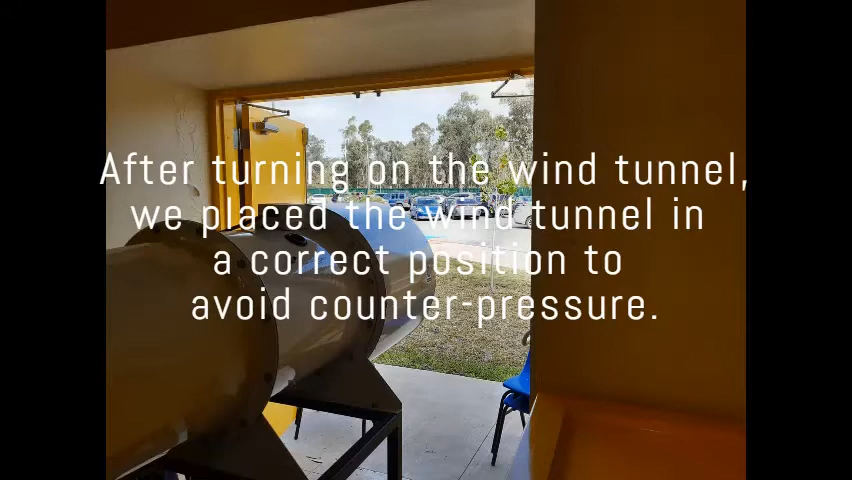 After turning on the wind tunnel,
we placed the wind tunnel in
a correct position to
avoid counter-pressure.